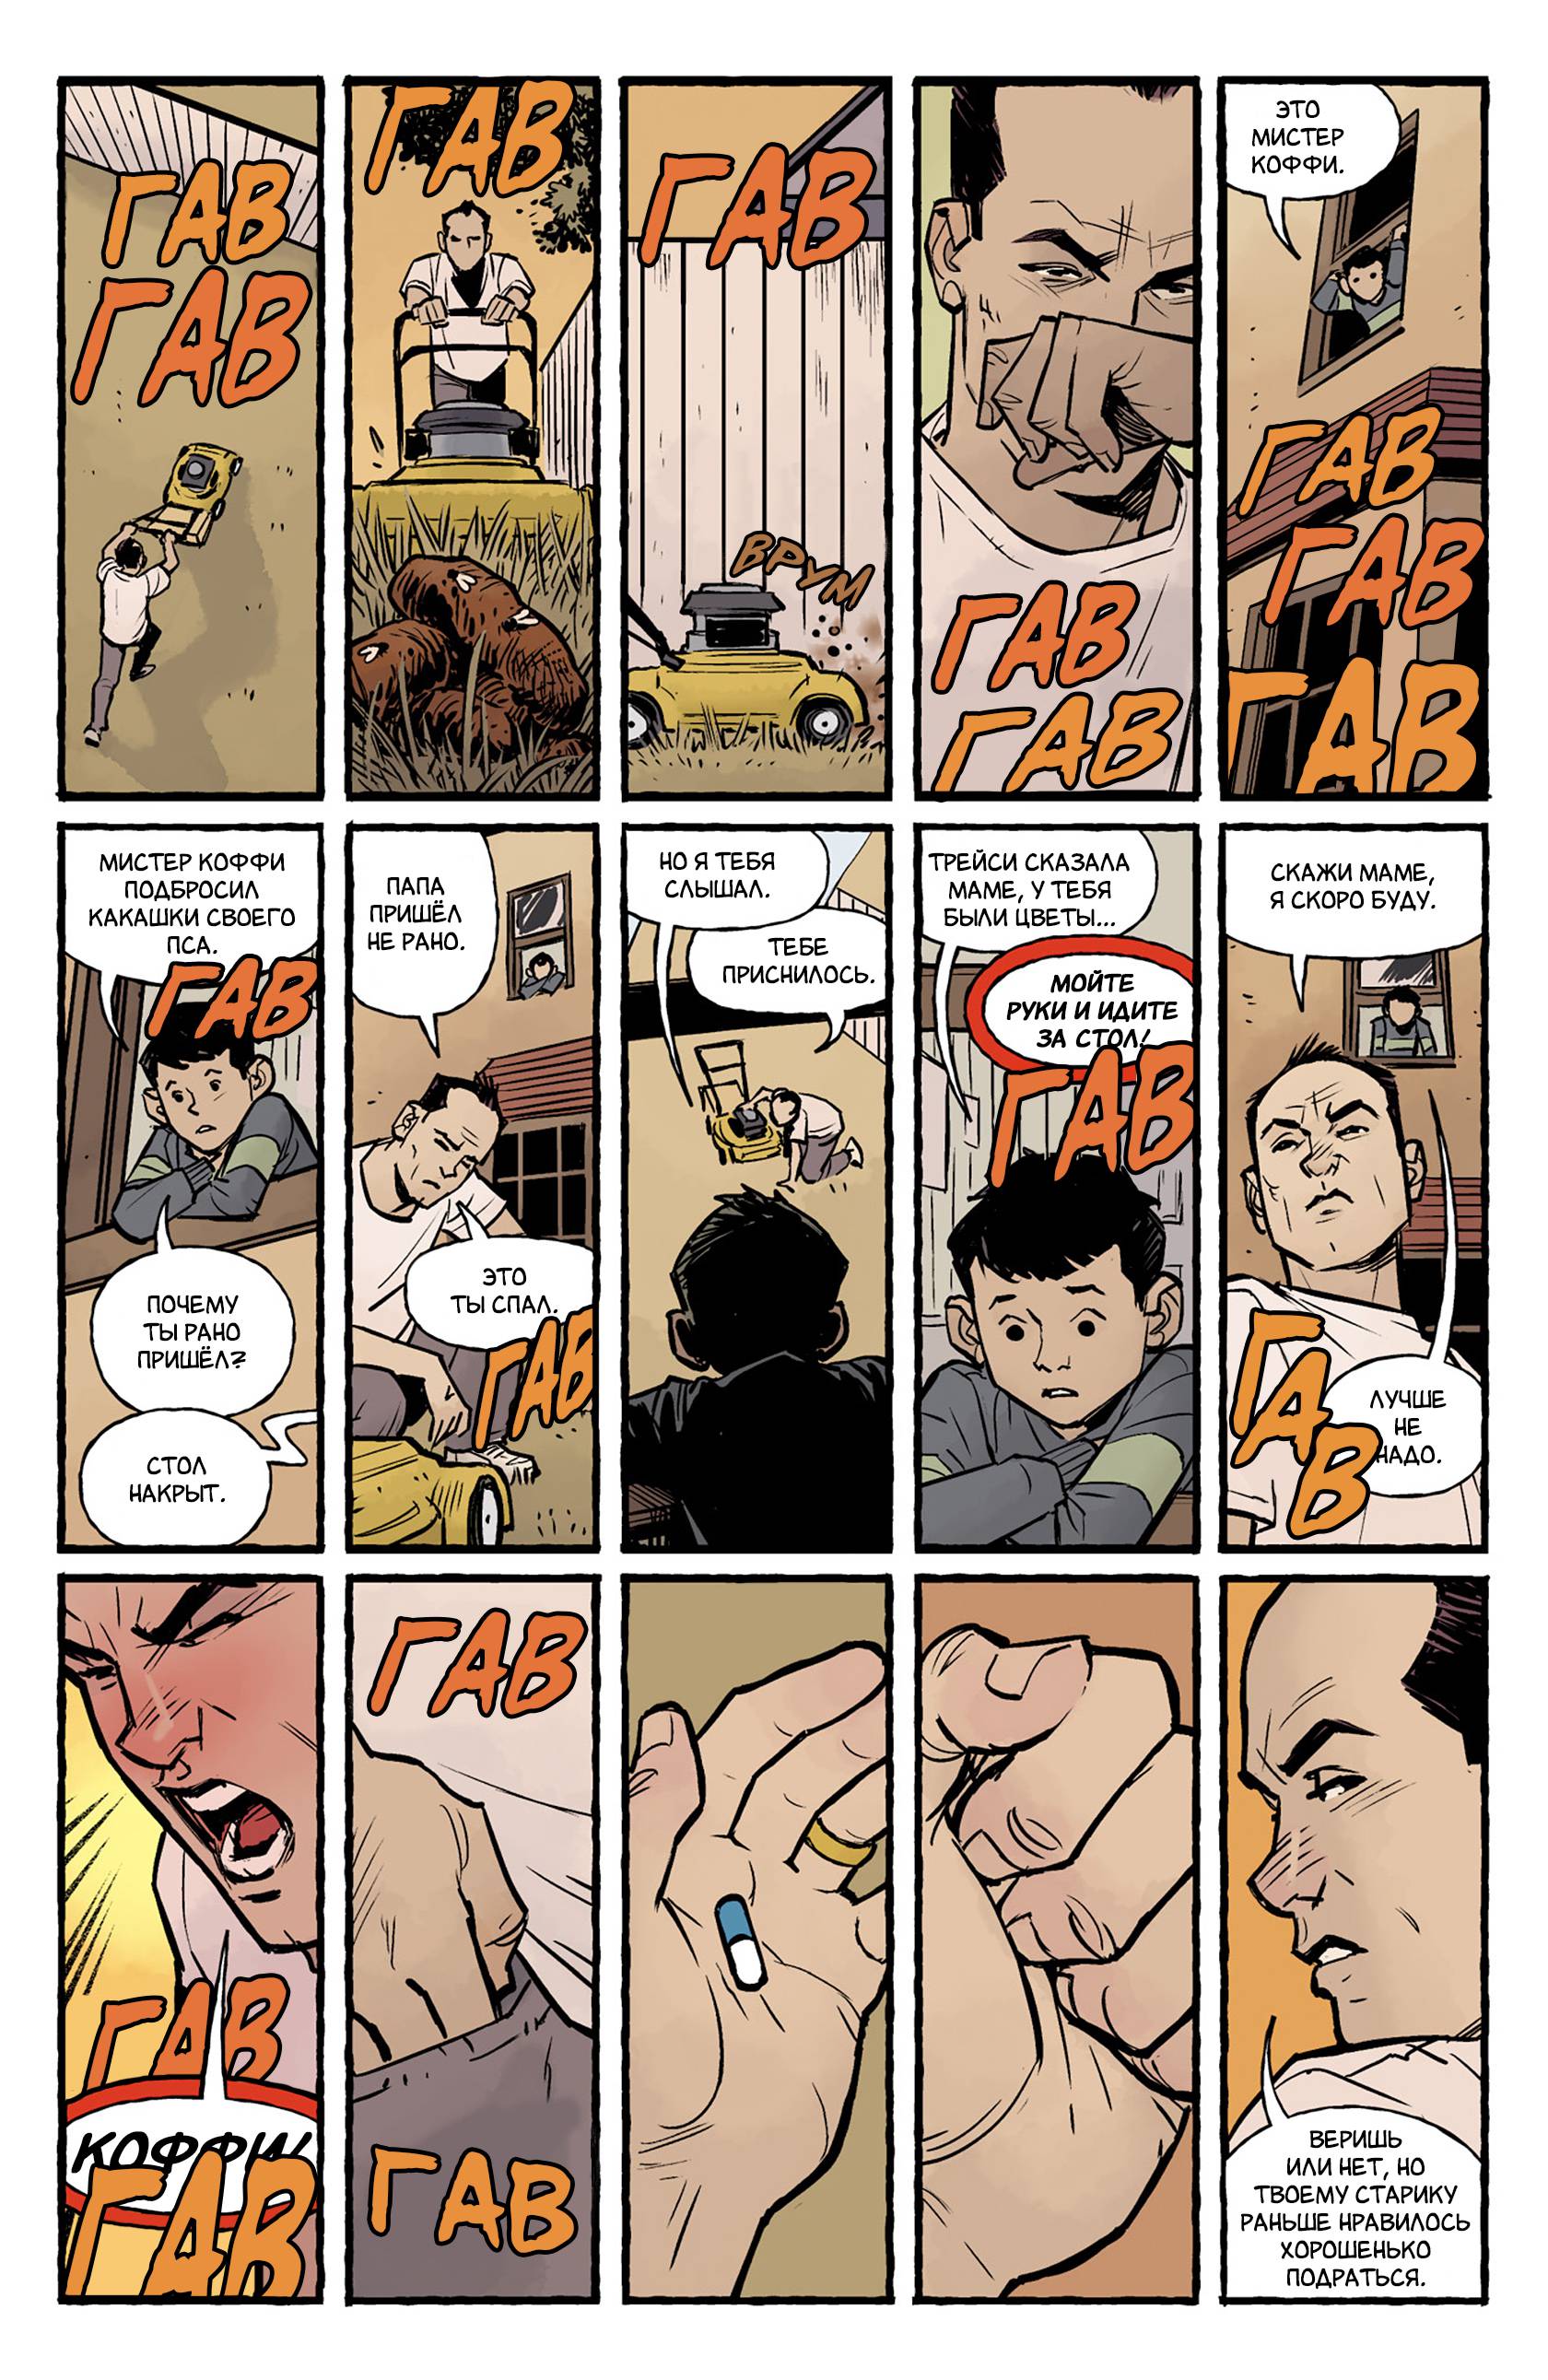 ГАВ
ГАВ
ГАВ
ГАВ
ВРУМ
ГАВ
ГАВ
ЭТО
МИСТЕР
КОФФИ.
ГАВ
ГАВ
ГАВ
МИСТЕР КОФФИ
ПОДБРОСИЛ
КАКАШКИ СВОЕГО
ПСА.
ГАВ
ПОЧЕМУ
ТЫ РАНО
ПРИШЁЛ?
СТОЛ
НАКРЫТ.
ПАПА
ПРИШЁЛ
НЕ РАНО.
ЭТО
ТЫ СПАЛ.
ГАВ
НО Я ТЕБЯ
СЛЫШАЛ.
ТЕБЕ
ПРИСНИЛОСЬ.
ТРЕЙСИ СКАЗАЛА
МАМЕ, У ТЕБЯ
БЫЛИ ЦВЕТЫ...
МОЙТЕ
РУКИ И ИДИТЕ
ЗА СТОЛ!
ГАВ
СКАЖИ МАМЕ,
Я СКОРО БУДУ.
ГАВ
ЛУЧШЕ
НЕ
НАДО.
ГАВ
КОФФИ!
ГАВ
ГАВ
ГАВ
ВЕРИШЬ
ИЛИ НЕТ, НО
ТВОЕМУ СТАРИКУ
РАНЬШЕ НРАВИЛОСЬ
ХОРОШЕНЬКО
ПОДРАТЬСЯ.